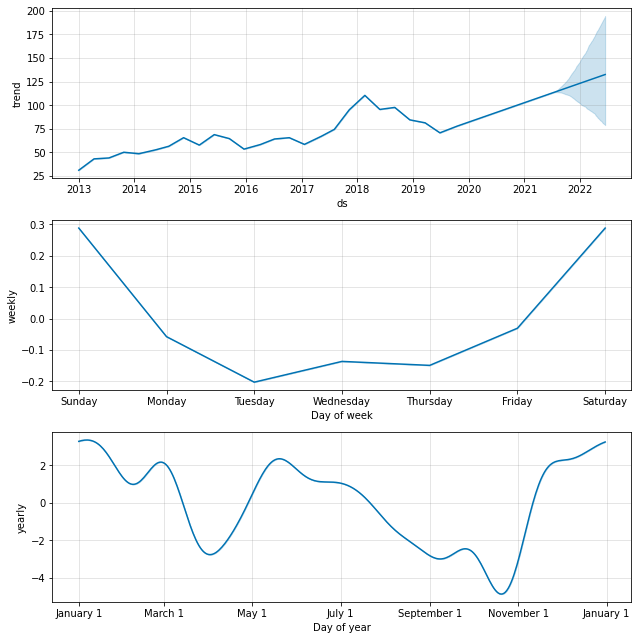 200
175
150
125
100
75
50
25
trend
2013 2014 2015 2016 2017 2018 2019 2020 2021 2022
ds
0.3
0.2
0.1
0.0
−0.1
−0.2
weekly
Sunday Monday Tuesday Wednesday Thursday Friday Saturday
Day of week
2
0
−2
−4
yearly
January 1 March 1 May 1 July 1 September 1 November 1 January 1
Day of year